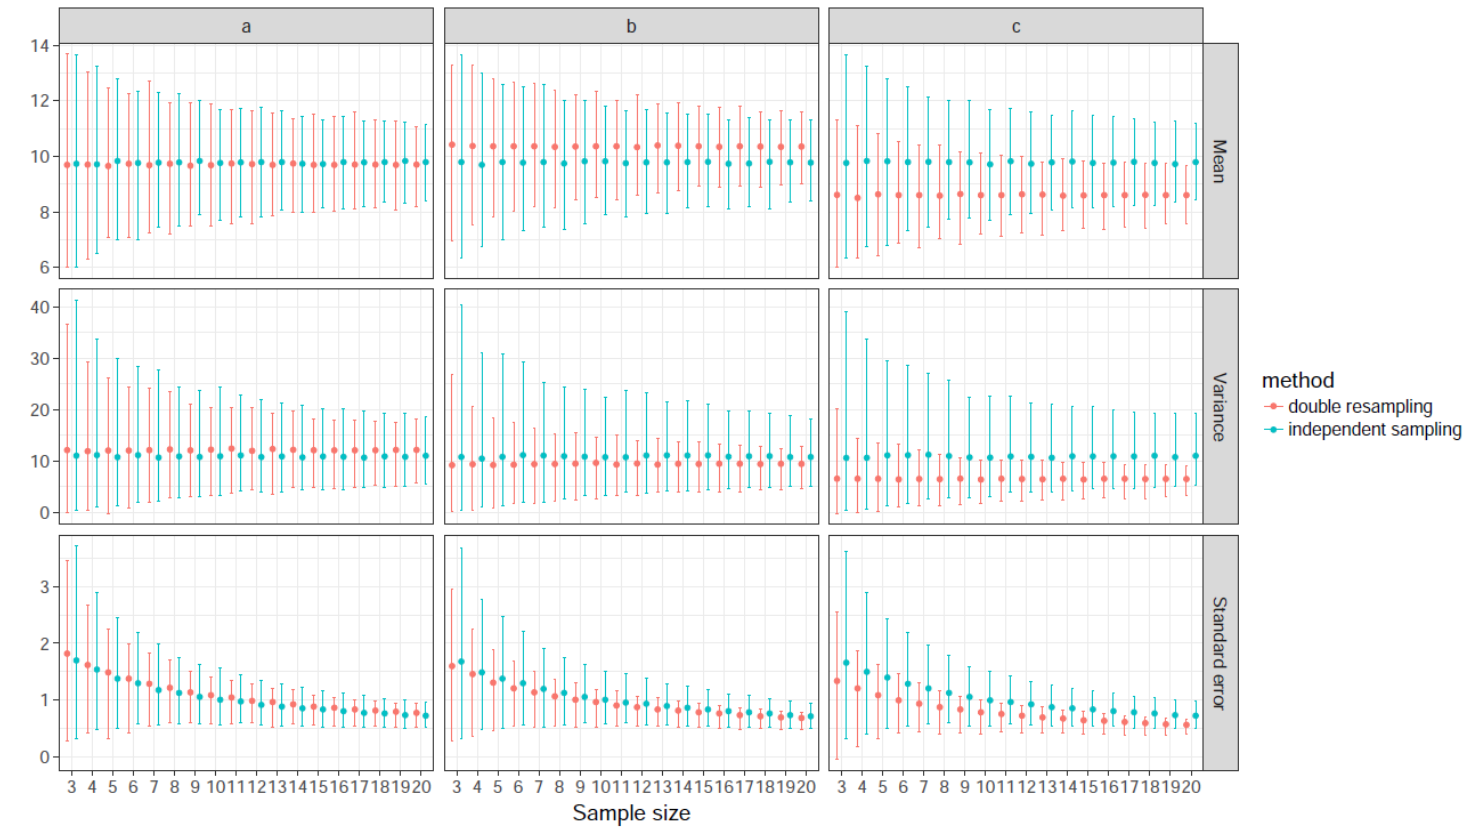 a b c
14
12
10
8
6
Mean
40
30
20
10
0
Variance
3
2
1
0
Standard error
3 4 5 6 7 8 9 10 11 12 13 14 15 16 17 18 19 20 3 4 5 6 7 8 9 10 11 12 13 14 15 16 17 18 19 20 3 4 5 6 7 8 9 10 11 12 13 14 15 16 17 18 19 20
Sample size
method
double resampling
independent sampling